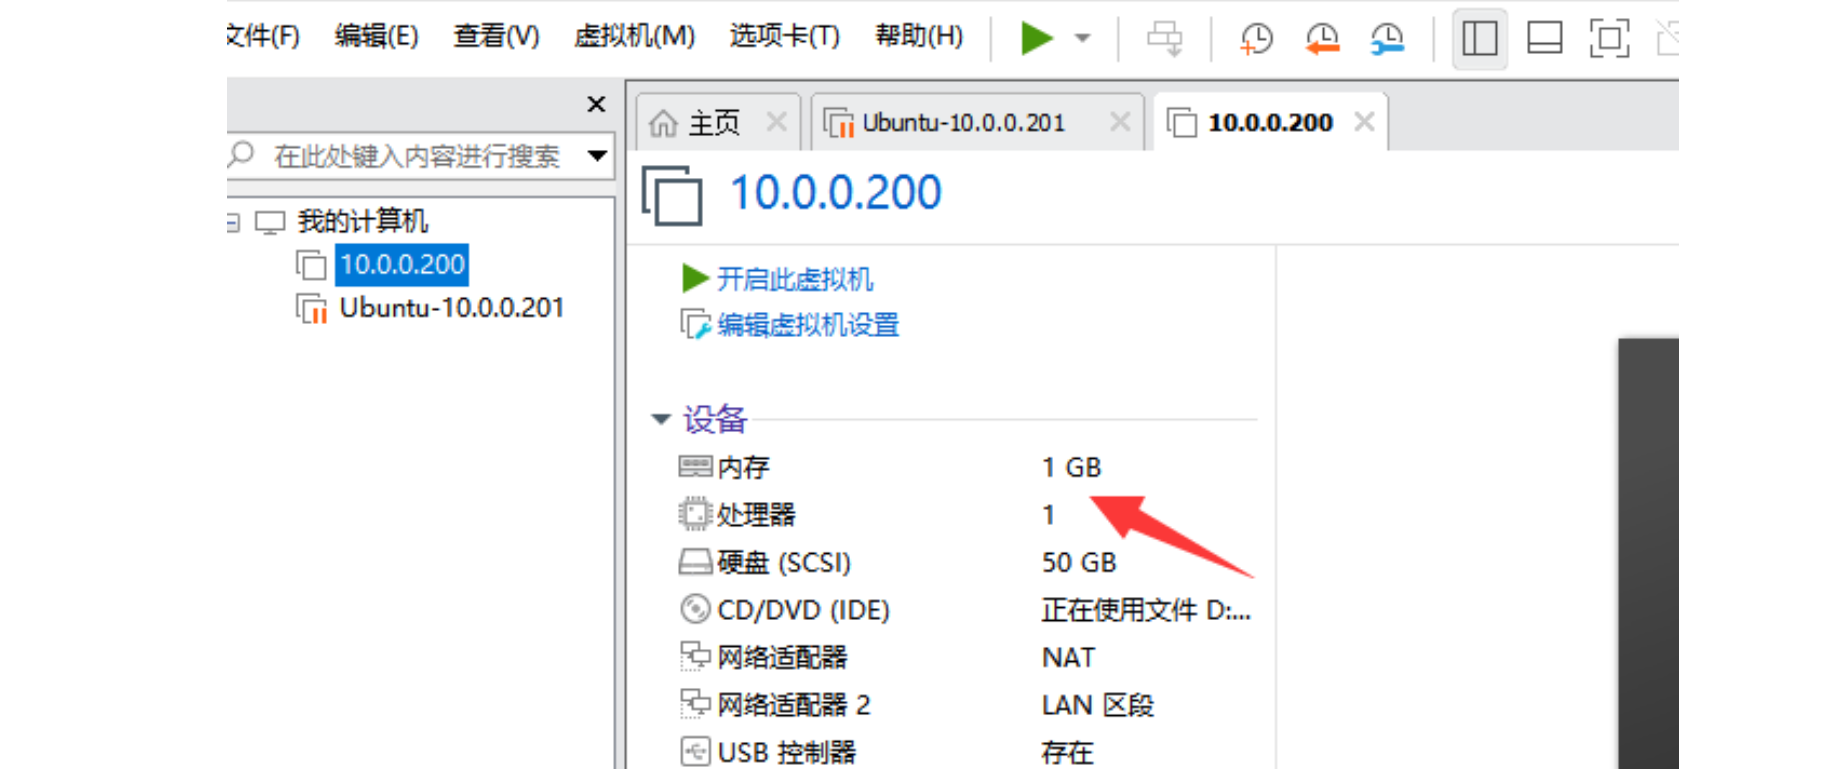 文件(F) 编辑(E) 查看(V) 虚拟机(M) 选项卡(T) 帮助(H)
主页 Ubuntu-10.0.0.201 10.0.0.200
在此处键入内容进行搜索
我的计算机
10.0.0.200
Ubuntu-10.0.0.201
10.0.0.200
开启此虚拟机
编辑虚拟机设置
设备
内存 1 GB
处理器 1
硬盘 (SCSI) 50 GB
CD/DVD (IDE) 正在使用文件 D:...
网络适配器 NAT
网络适配器 2 LAN 区段
USB 控制器 存在